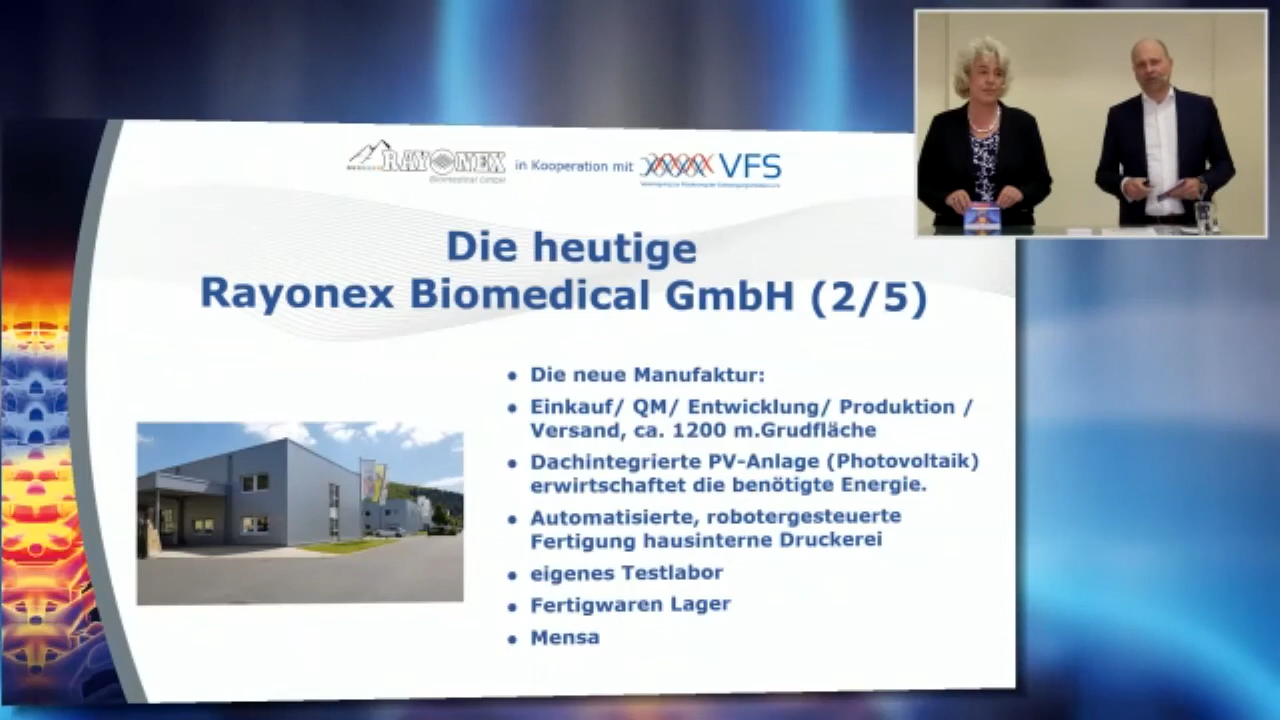 RAYONEX
Biomedical GmbH
in Kooperation mit
VFS
Die heutige
Rayonex Biomedical GmbH (2/5)
• Die neue Manufaktur:
• Einkauf/ QM/ Entwicklung/ Produktion /
Versand, ca. 1200 m.Grudfläche
• Dachintegrierte PV-Anlage (Photovoltaik)
erwirtschaftet die benötigte Energie.
• Automatisierte, robotergesteuerte
Fertigung hausinterne Druckerei
• eigenes Testlabor
• Fertigwaren Lager
• Mensa